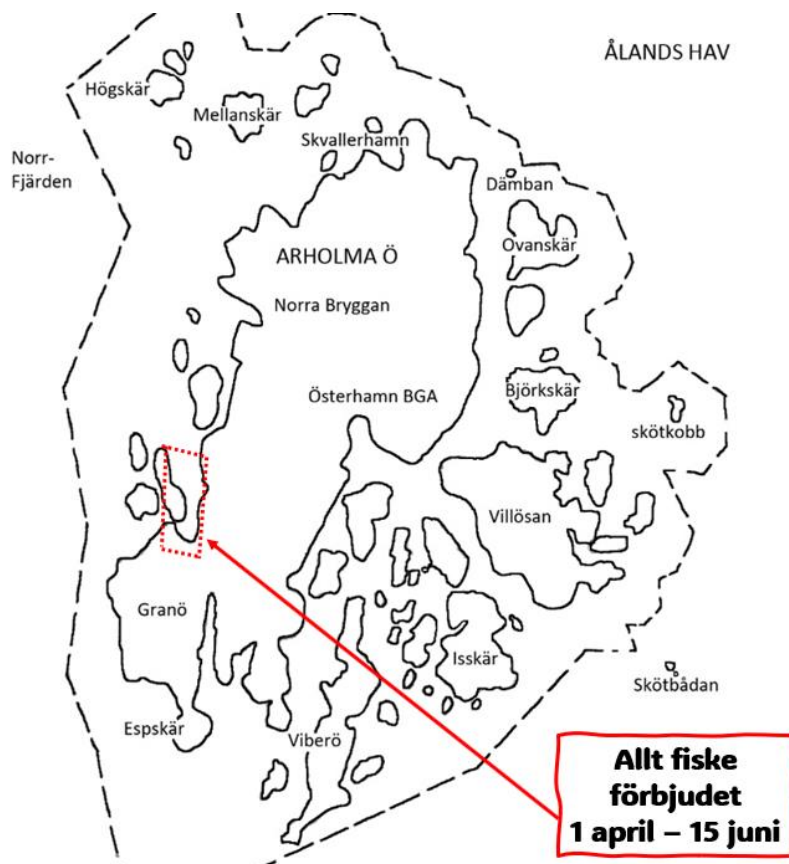 ÅLANDS HAV
Högskär
Mellanskär
Skvallerhamn
Norr-
Fjärden
Dämban
Ovanskär
ARHOLMA Ö
Norra Bryggan
Björkskär
Österhamn BGA
skötkobb
Villösan
Granö
Isskär
Skötbådan
Espskär
Viberö
Allt fiske
förbjudet
1 april – 15 juni